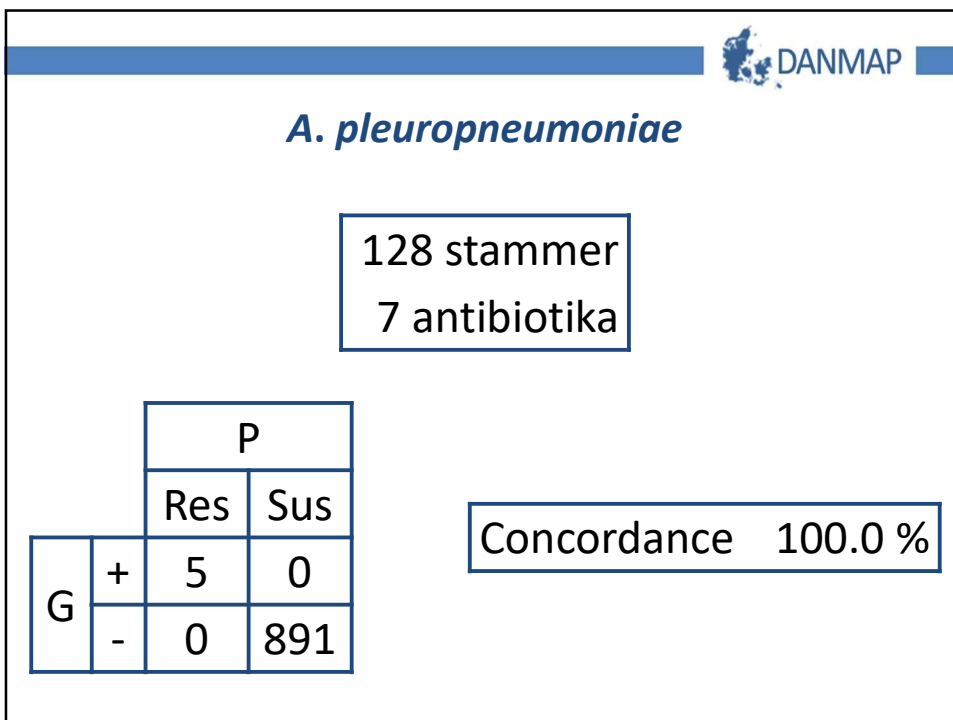 DANMAP
A. pleuropneumoniae
128 stammer
7 antibiotika
P
Res Sus
G + 5 0
- 0 891
Concordance 100.0 %